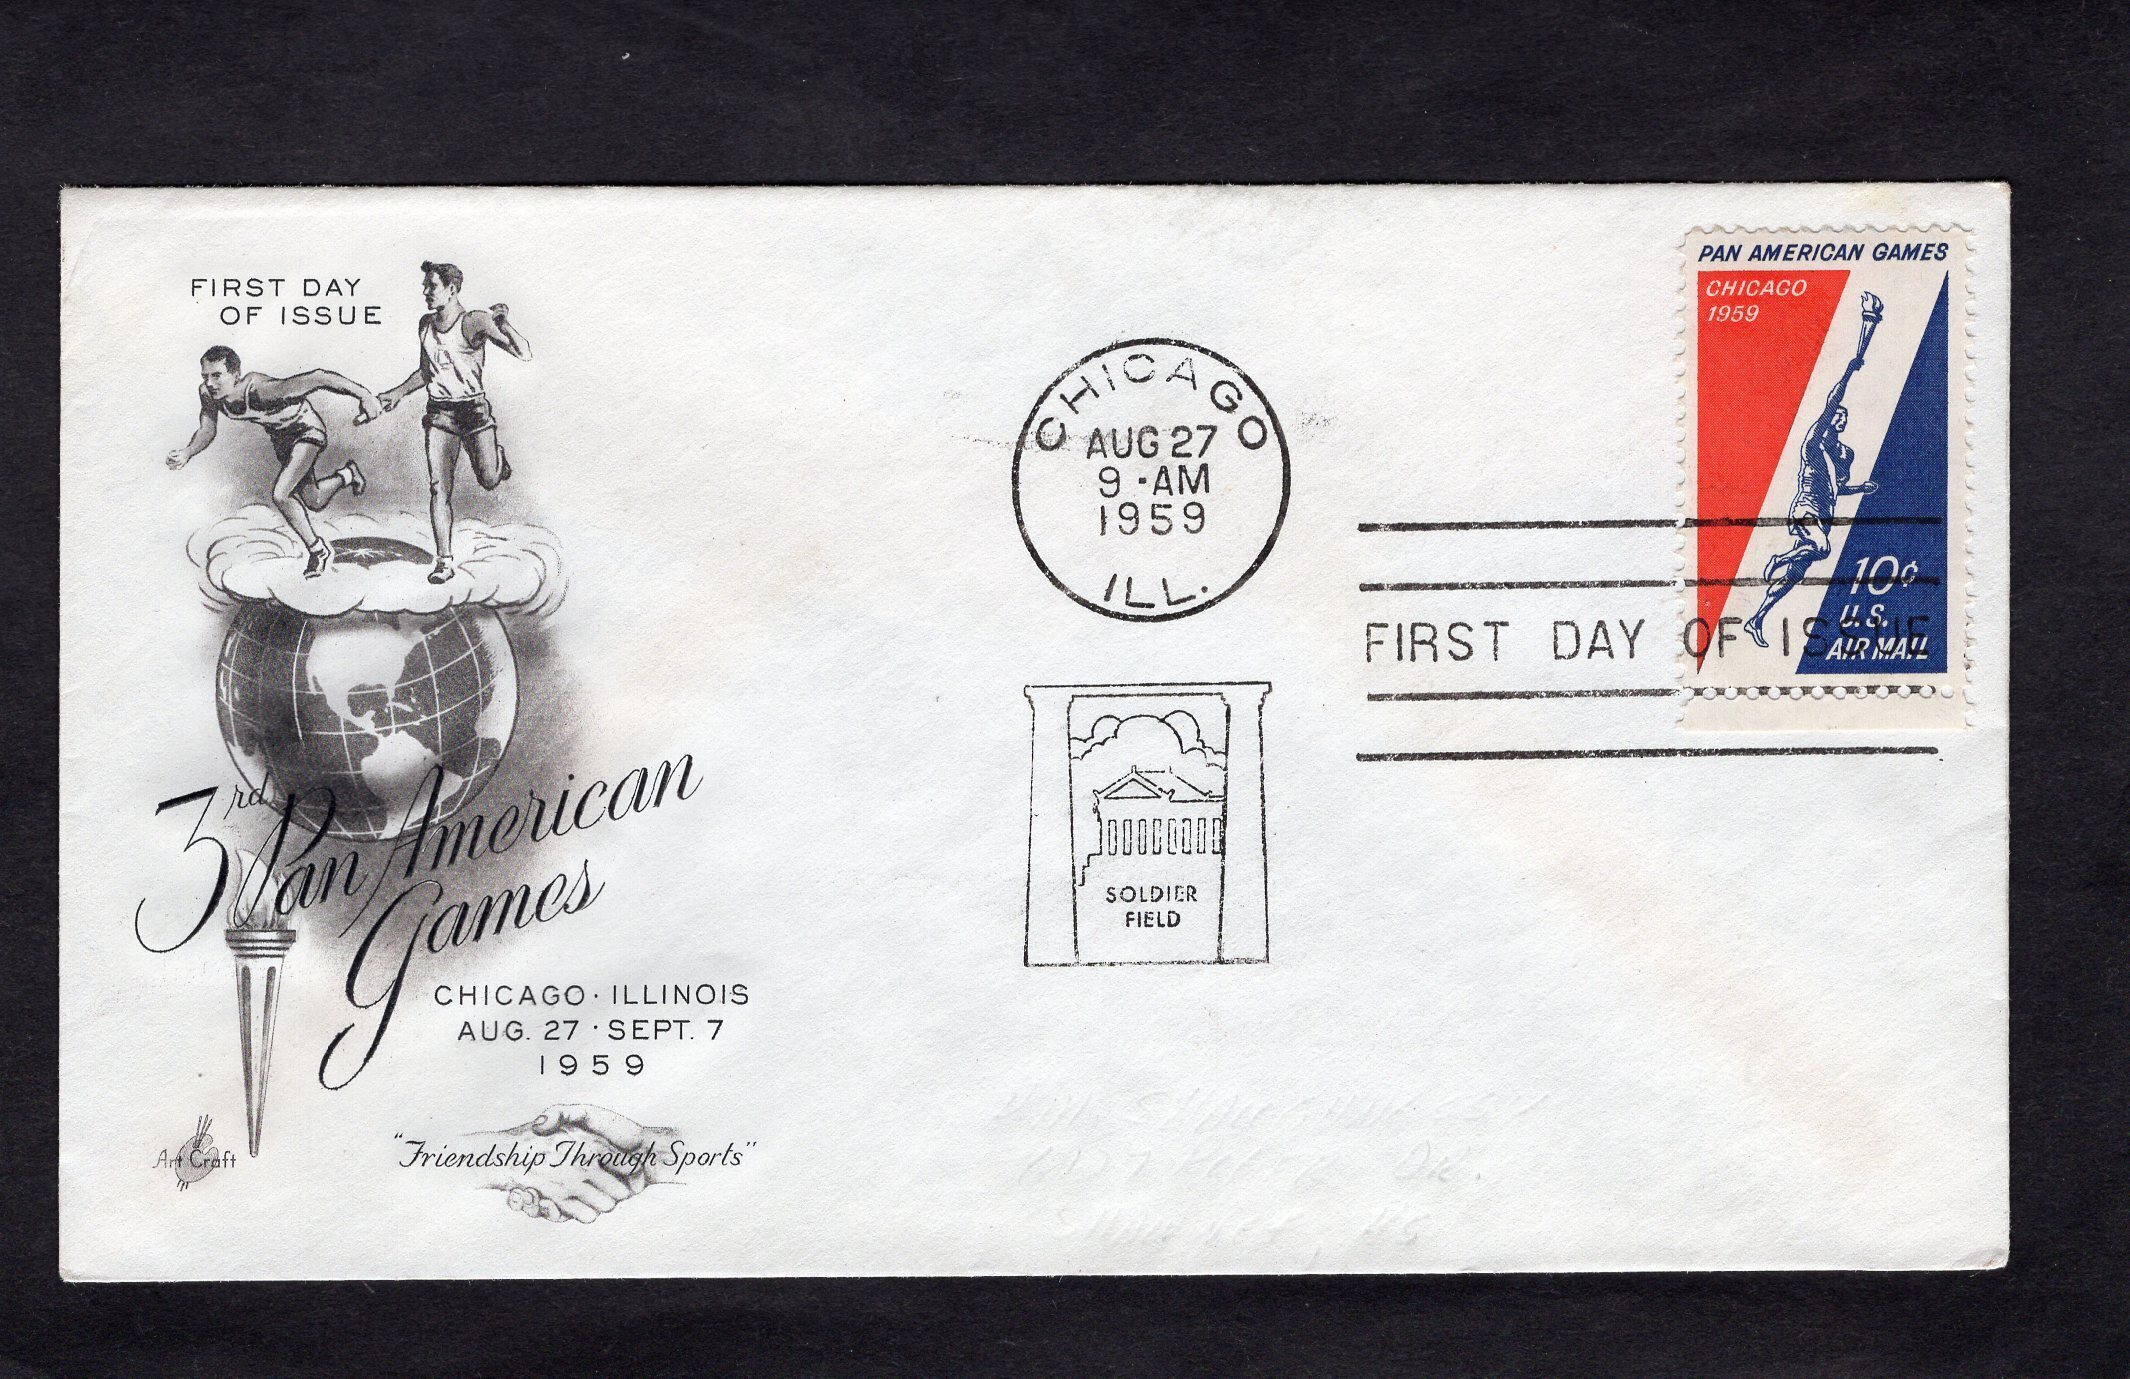 FIRST DAY
OF ISSUE
3rd Pan American
Games
CHICAGO · ILLINOIS
AUG. 27 · SEPT. 7
1959
"Friendship Through Sports"
Art Craft
CHICAGO
AUG 27
9 - AM
1959
ILL.
SOLDIER
FIELD
FIRST DAY OF ISSUE
PAN AMERICAN GAMES
CHICAGO
1959
10¢
U.S.
AIR MAIL
DR.